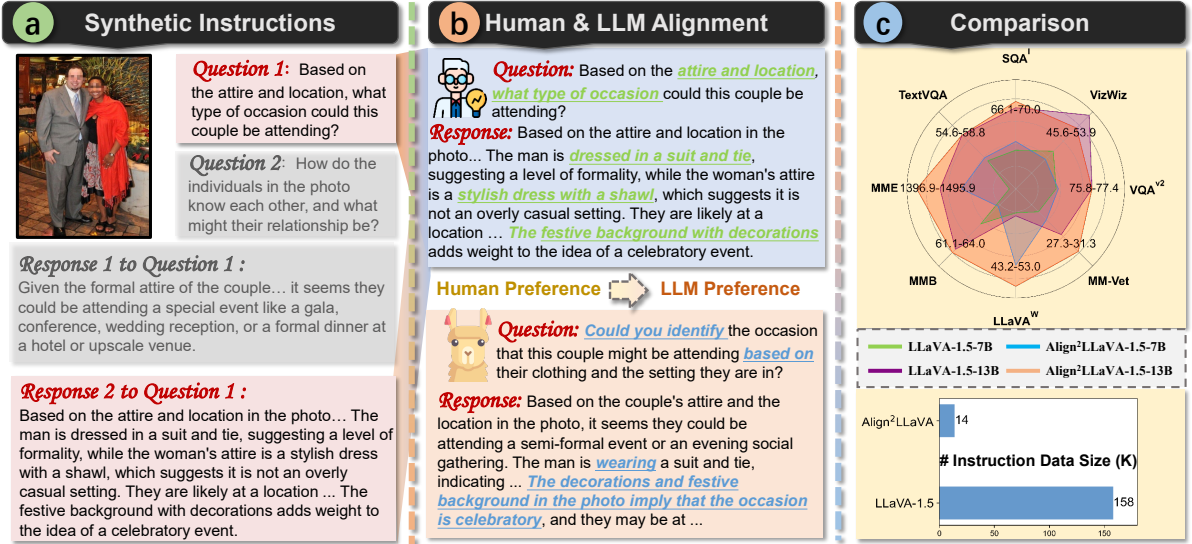 a Synthetic Instructions
Question 1: Based on
the attire and location, what
type of occasion could this
couple be attending?
Question 2: How do the
individuals in the photo
know each other, and what
might their relationship be?
Response 1 to Question 1 :
Given the formal attire of the couple… it seems they
could be attending a special event like a gala,
conference, wedding reception, or a formal dinner at
a hotel or upscale venue.
Response 2 to Question 1 :
Based on the attire and location in the photo… The
man is dressed in a suit and tie, suggesting a level of
formality, while the woman's attire is a stylish dress
with a shawl, which suggests it is not an overly
casual setting. They are likely at a location ... The
festive background with decorations adds weight to
the idea of a celebratory event.
b Human & LLM Alignment
Question: Based on the attire and location,
what type of occasion could this couple be
attending?
Response: Based on the attire and location in the
photo... The man is dressed in a suit and tie,
suggesting a level of formality, while the woman's attire
is a stylish dress with a shawl, which suggests it is
not an overly casual setting. They are likely at a
location … The festive background with decorations
adds weight to the idea of a celebratory event.
Human Preference LLM Preference
Question: Could you identify the occasion
that this couple might be attending based on
their clothing and the setting they are in?
Response: Based on the couple's attire and the
location in the photo, it seems they could be
attending a semi-formal event or an evening social
gathering. The man is wearing a suit and tie,
indicating ... The decorations and festive
background in the photo imply that the occasion
is celebratory, and they may be at ...
c Comparison
SQA^I
TextVQA VizWiz
66.1-70.0
54.6-58.8 45.6-53.9
MME 1396.9-1495.9 75.8-77.4 VQA^v2
61.1-64.0 27.3-31.3
43.2-53.0
MMB MM-Vet
LLaVA^W
LLaVA-1.5-7B Align²LLaVA-1.5-7B
LLaVA-1.5-13B Align²LLaVA-1.5-13B
Align²LLaVA 14
# Instruction Data Size (K)
LLaVA-1.5 158
0 50 100 150